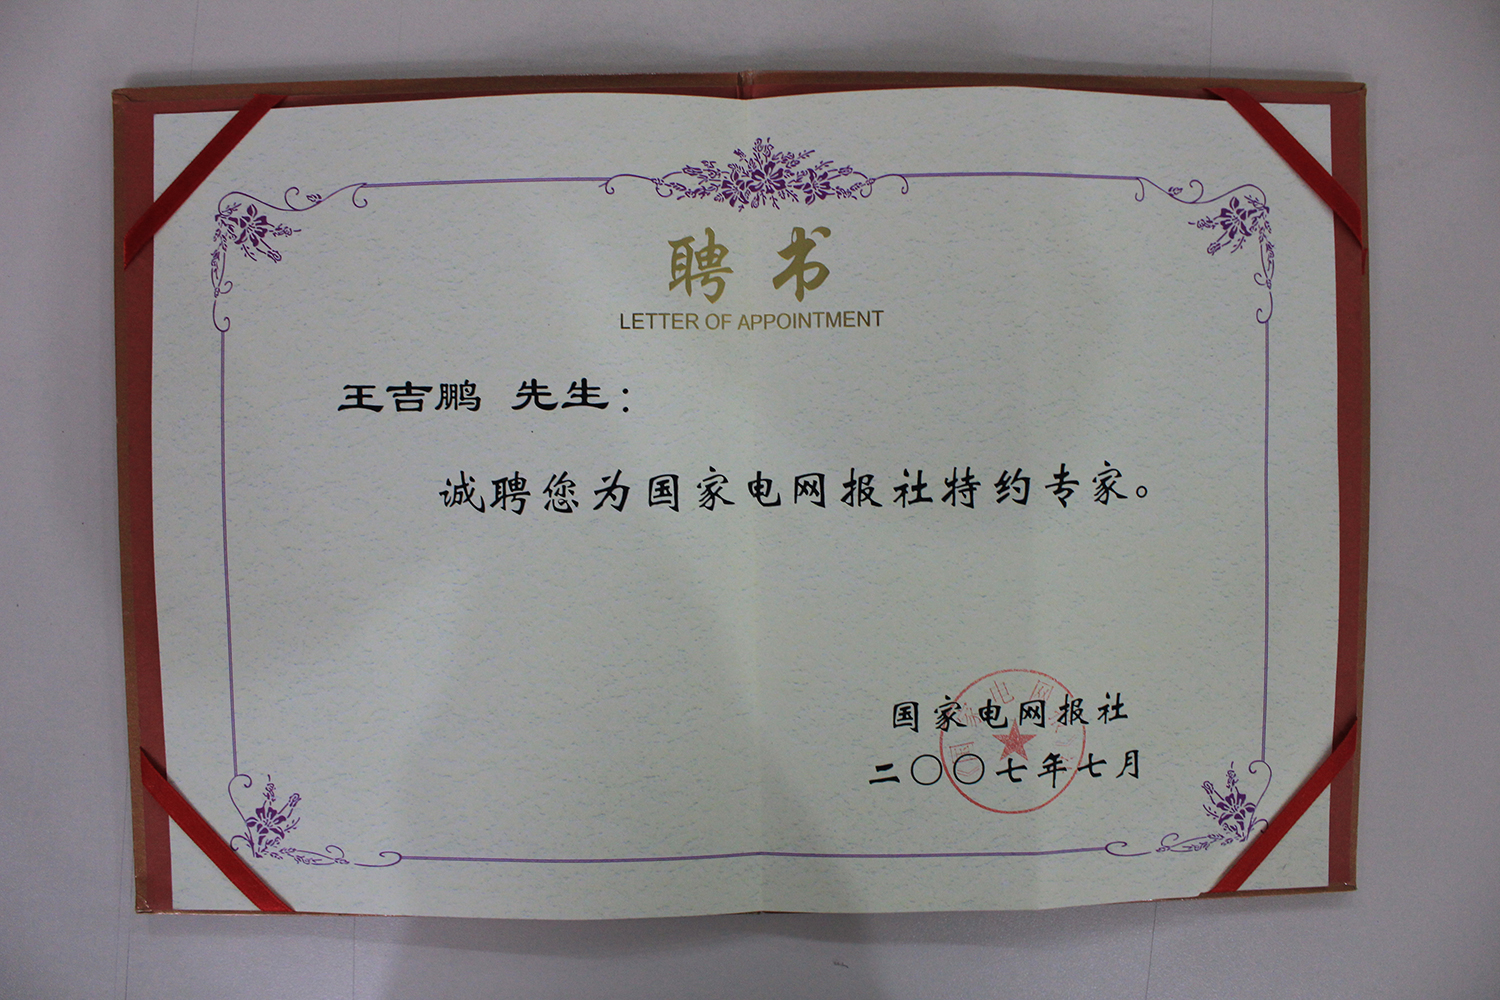 聘书
LETTER OF APPOINTMENT
王吉鹏 先生：
诚聘您为国家电网报社特约专家。
国家电网报社
二〇〇七年七月